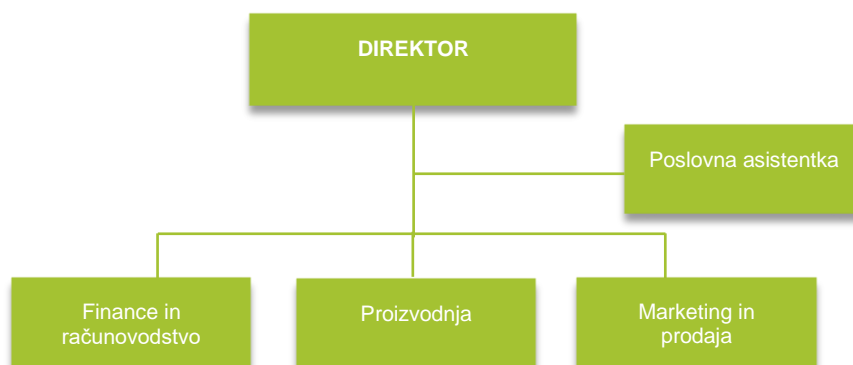 DIREKTOR
Poslovna asistentka
Finance in
računovodstvo
Proizvodnja
Marketing in
prodaja